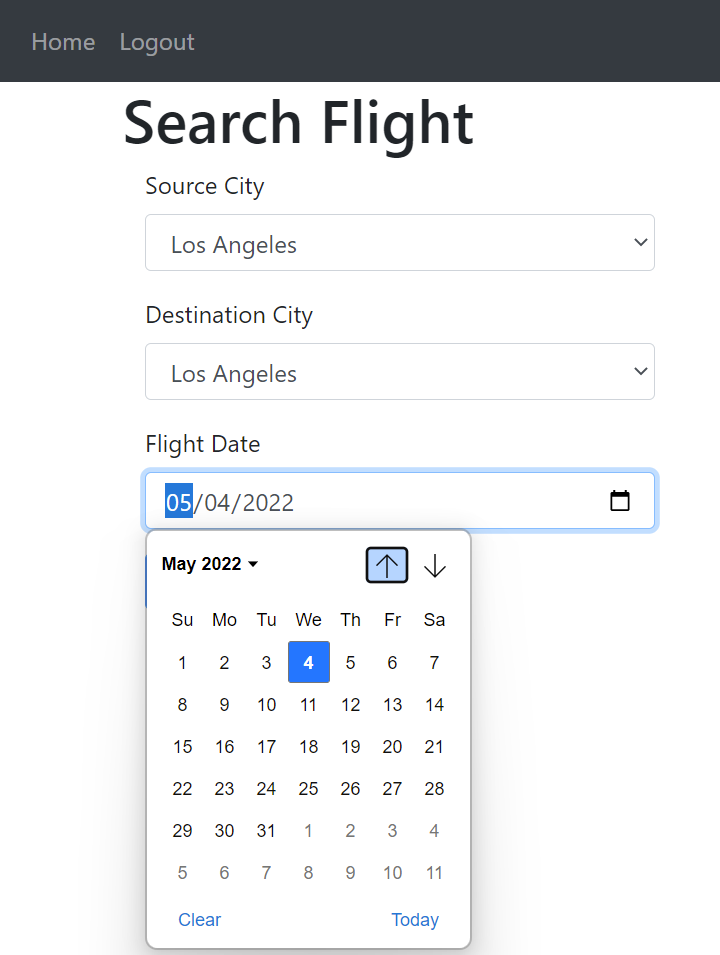 Home Logout
Search Flight
Source City
Los Angeles
Destination City
Los Angeles
Flight Date
05/04/2022
May 2022
Su Mo Tu We Th Fr Sa
1 2 3 4 5 6 7
8 9 10 11 12 13 14
15 16 17 18 19 20 21
22 23 24 25 26 27 28
29 30 31 1 2 3 4
5 6 7 8 9 10 11
Clear Today